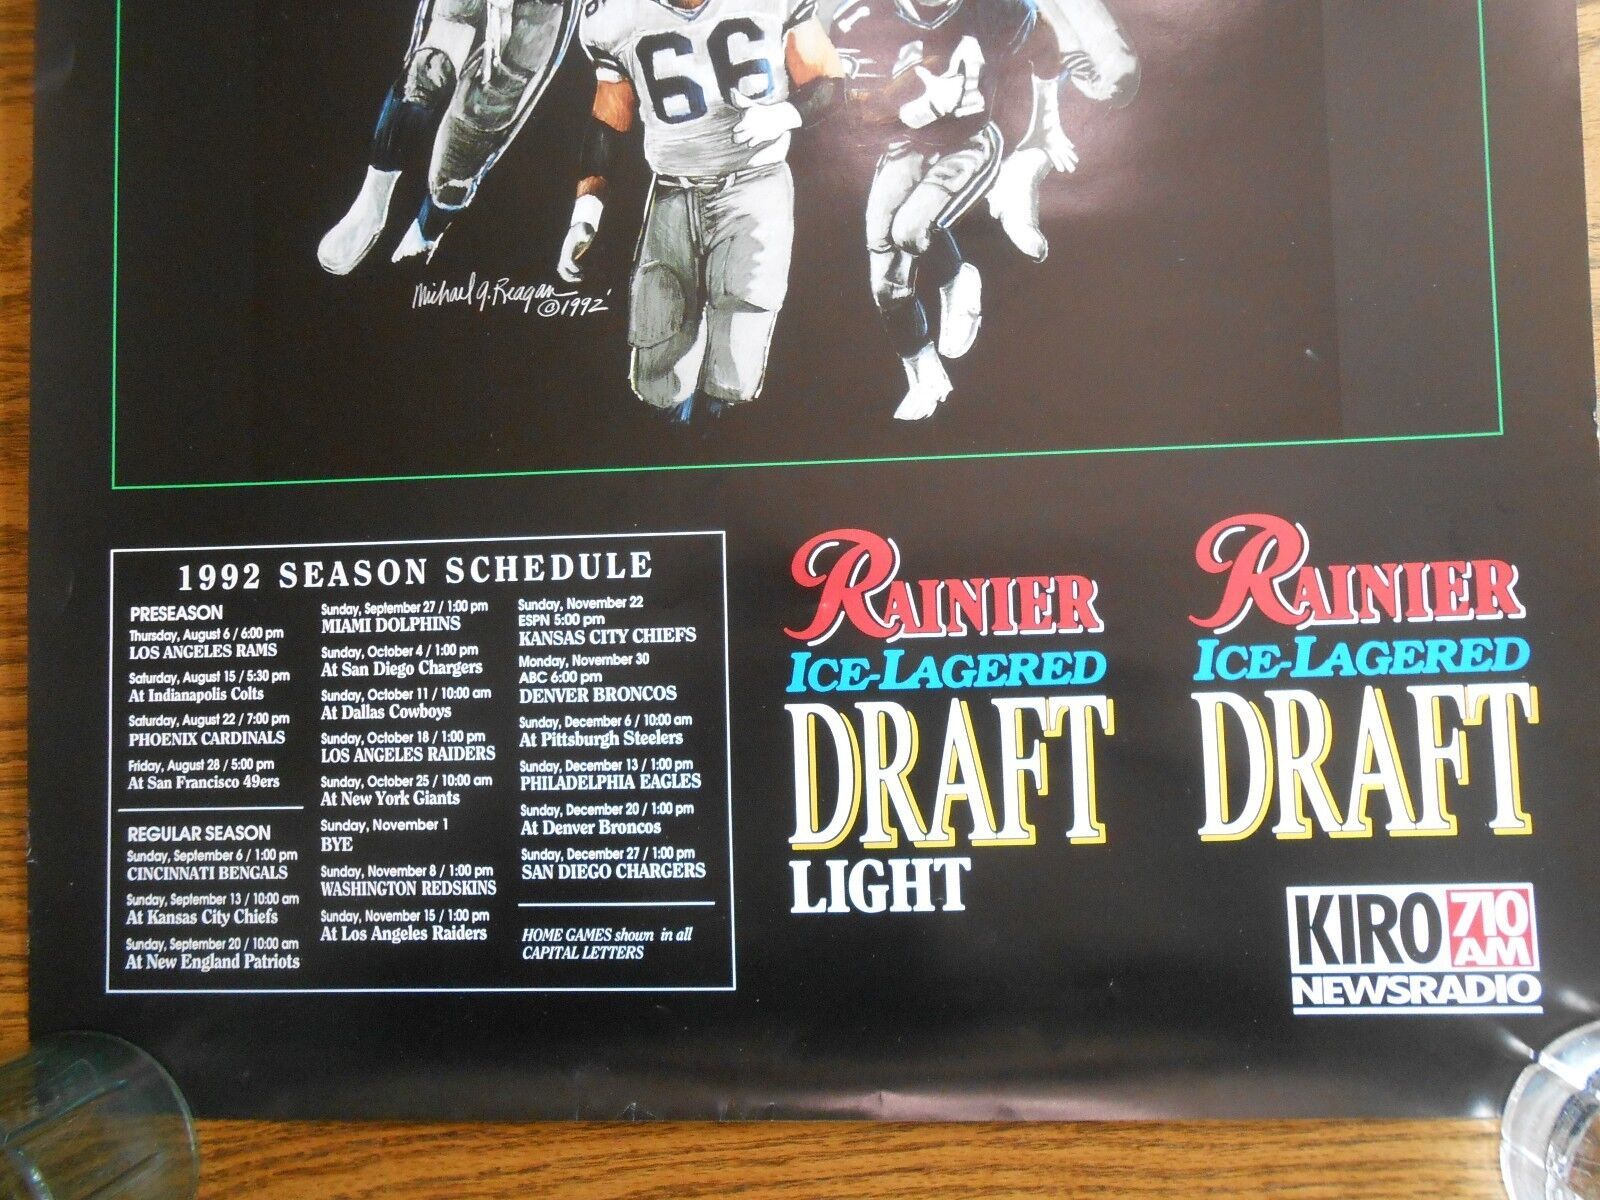 66
1
Michael G. Reagan
©1992'
1992 SEASON SCHEDULE
PRESEASON
Thursday, August 6 / 6:00 pm
LOS ANGELES RAMS
Saturday, August 15 / 5:30 pm
At Indianapolis Colts
Saturday, August 22 / 7:00 pm
PHOENIX CARDINALS
Friday, August 28 / 5:00 pm
At San Francisco 49ers
REGULAR SEASON
Sunday, September 6 / 1:00 pm
CINCINNATI BENGALS
Sunday, September 13 / 10:00 am
At Kansas City Chiefs
Sunday, September 20 / 10:00 am
At New England Patriots
Sunday, September 27 / 1:00 pm
MIAMI DOLPHINS
Sunday, October 4 / 1:00 pm
At San Diego Chargers
Sunday, October 11 / 10:00 am
At Dallas Cowboys
Sunday, October 18 / 1:00 pm
LOS ANGELES RAIDERS
Sunday, October 25 / 10:00 am
At New York Giants
Sunday, November 1
BYE
Sunday, November 8 / 1:00 pm
WASHINGTON REDSKINS
Sunday, November 15 / 1:00 pm
At Los Angeles Raiders
Sunday, November 22
ESPN 5:00 pm
KANSAS CITY CHIEFS
Monday, November 30
ABC 6:00 pm
DENVER BRONCOS
Sunday, December 6 / 10:00 am
At Pittsburgh Steelers
Sunday, December 13 / 1:00 pm
PHILADELPHIA EAGLES
Sunday, December 20 / 1:00 pm
At Denver Broncos
Sunday, December 27 / 1:00 pm
SAN DIEGO CHARGERS
HOME GAMES shown in all
CAPITAL LETTERS
RAINIER
ICE-LAGERED
DRAFT
LIGHT
RAINIER
ICE-LAGERED
DRAFT
KIRO 710
AM
NEWSRADIO